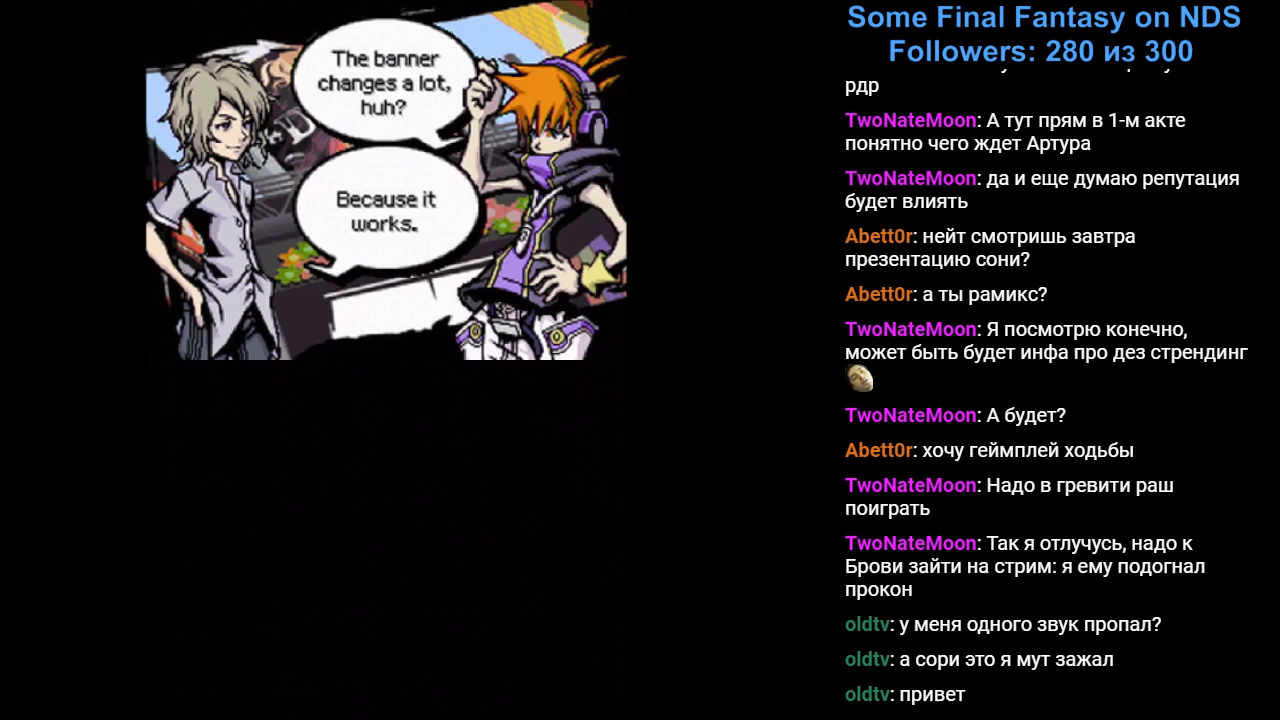 The banner
changes a lot,
huh?
Because it
works.
Some Final Fantasy on NDS
Followers: 280 из 300
рдр
TwoNateMoon: А тут прям в 1-м акте
понятно чего ждет Артура
TwoNateMoon: да и еще думаю репутация
будет влиять
Abett0r: нейт смотришь завтра
презентацию сони?
Abett0r: а ты рамикс?
TwoNateMoon: Я посмотрю конечно,
может быть будет инфа про дез стрендинг
TwoNateMoon: А будет?
Abett0r: хочу геймплей ходьбы
TwoNateMoon: Надо в гревити раш
поиграть
TwoNateMoon: Так я отлучусь, надо к
Брови зайти на стрим: я ему подогнал
прокон
oldtv: у меня одного звук пропал?
oldtv: а сори это я мут зажал
oldtv: привет